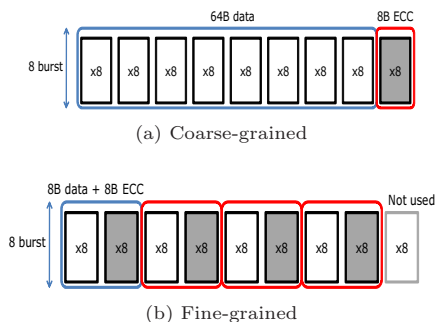 64B data 8B ECC
8 burst
x8 x8 x8 x8 x8 x8 x8 x8 x8
(a) Coarse-grained
8B data + 8B ECC
Not used
8 burst
x8 x8 x8 x8 x8 x8 x8 x8 x8
(b) Fine-grained